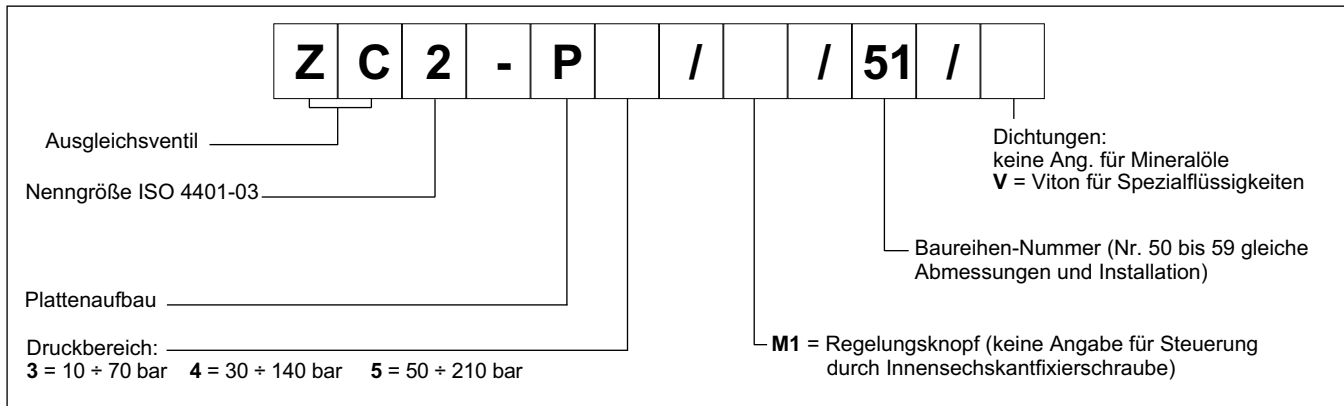 Z C 2 - P / / 51 /
Ausgleichsventil
Nenngröße ISO 4401-03
Plattenaufbau
Druckbereich:
3 = 10 ÷ 70 bar 4 = 30 ÷ 140 bar 5 = 50 ÷ 210 bar
Dichtungen:
keine Ang. für Mineralöle
V = Viton für Spezialflüssigkeiten
Baureihen-Nummer (Nr. 50 bis 59 gleiche
Abmessungen und Installation)
M1 = Regelungsknopf (keine Angabe für Steuerung
durch Innensechskantfixierschraube)